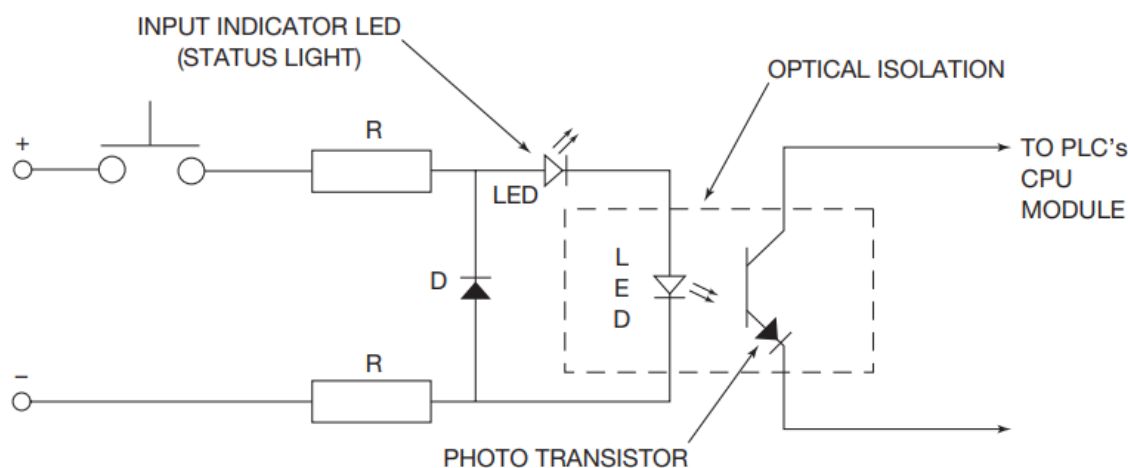 INPUT INDICATOR LED
(STATUS LIGHT)
OPTICAL ISOLATION
+
R
TO PLC's
CPU
MODULE
LED
L
E
D
D
R
−
PHOTO TRANSISTOR